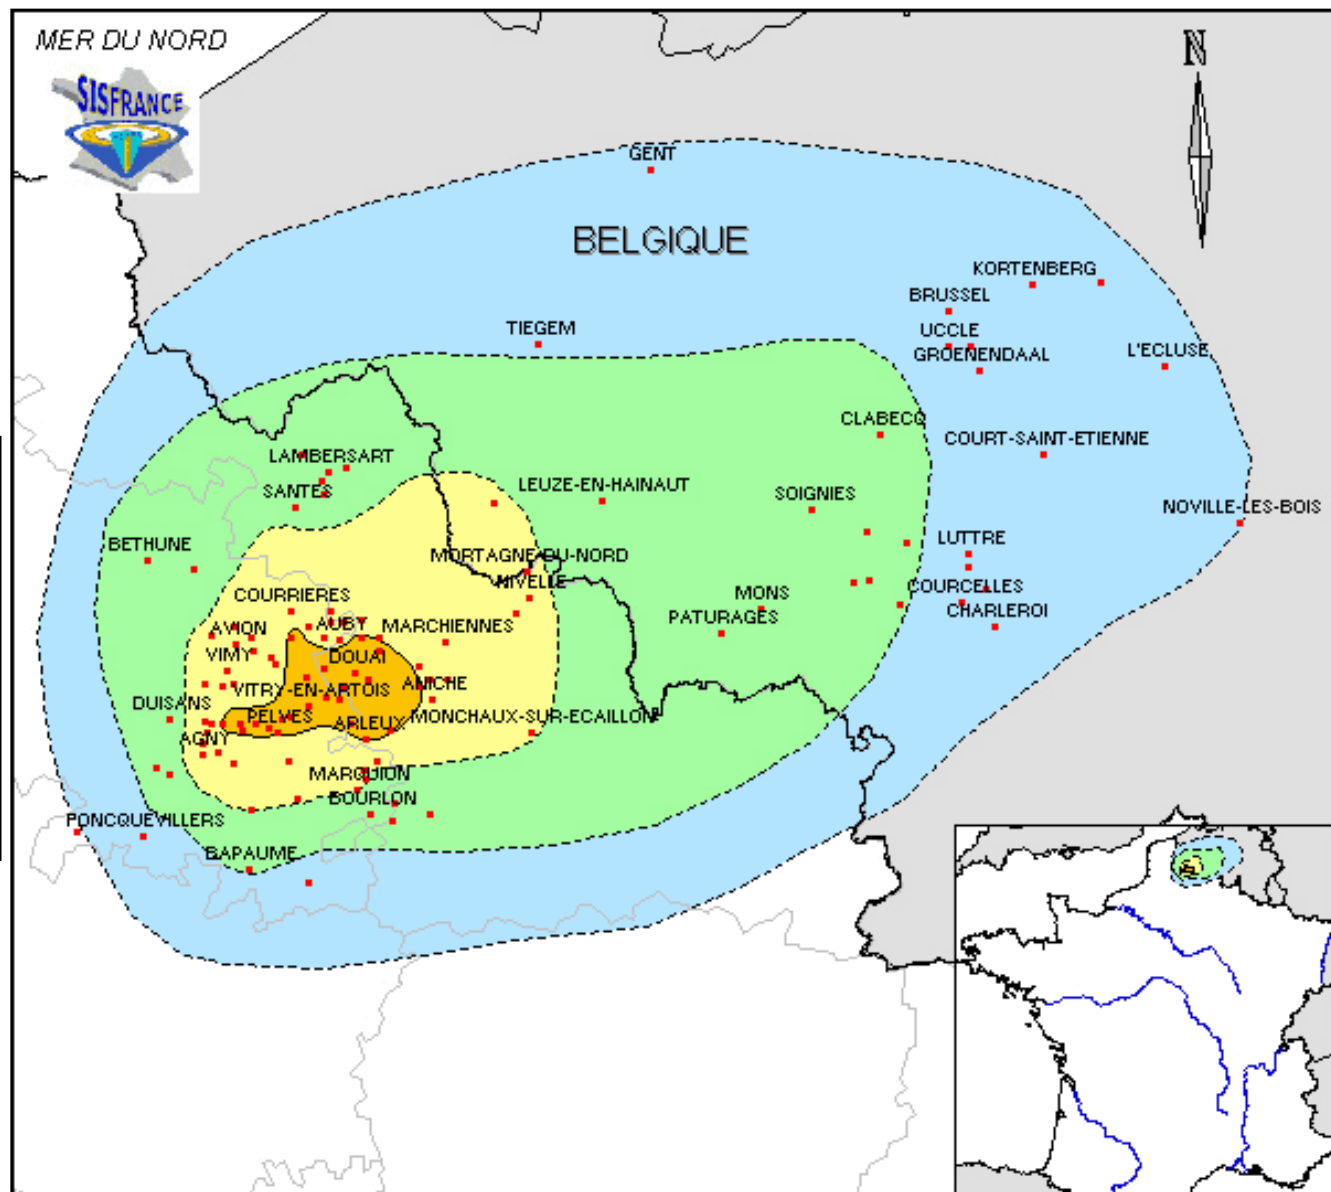 MER DU NORD
SISFRANCE
N
GENT
BELGIQUE
KORTENBERG
BRUSSEL
TIEGEM
UCCLE
GROENENDAAL
L'ECLUSE
CLABECQ
COURT-SAINT-ETIENNE
LAMBERSART
SANTES
LEUZE-EN-HAINAUT
SOIGNIES
NOVILLE-LES-BOIS
BETHUNE
LUTTRE
MORTAGNE-DU-NORD
NIVELLE
COURRIERES
MONS
COURCELLES
PATURAGES
CHARLEROI
AVION
AUBY
MARCHIENNES
VIMY
DOUAI
VITRY-EN-ARTOIS
ANICHE
DUISANS
PELVES
ARLEUX
MONCHAUX-SUR-ECAILLON
AGNY
MARQUION
BOURLON
FONCQUEVILLERS
BAPAUME